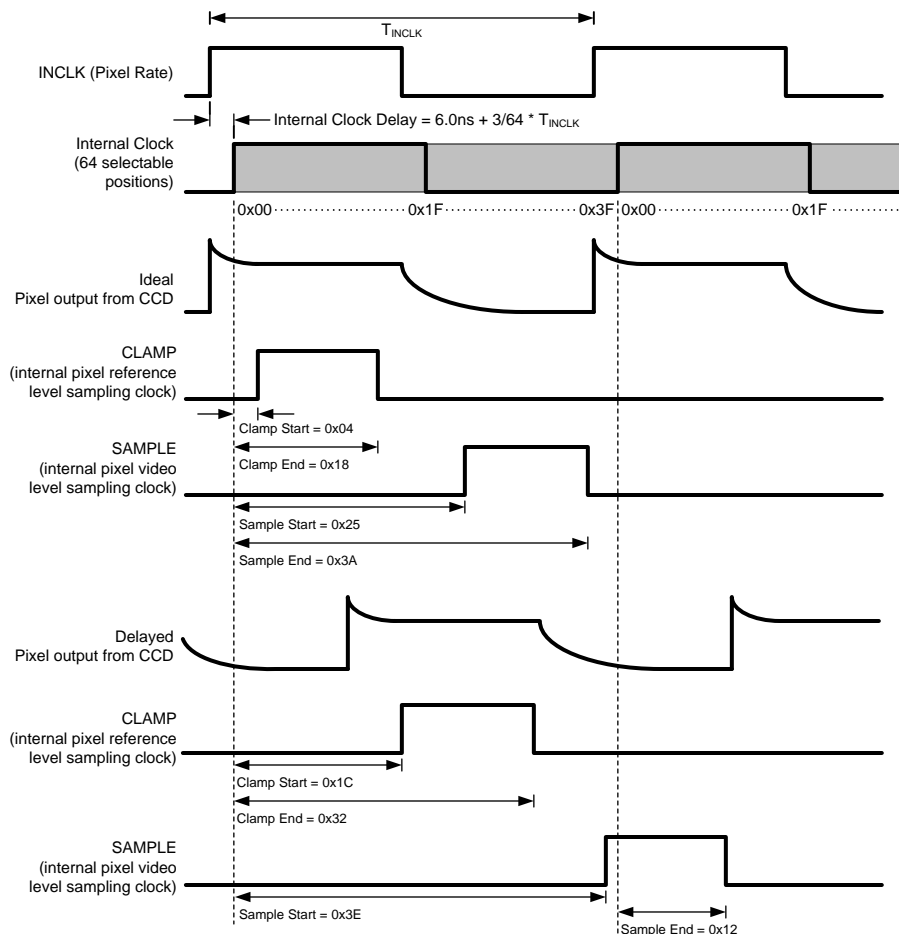 T_INCLK
INCLK (Pixel Rate)
Internal Clock Delay = 6.0ns + 3/64 * T_INCLK
Internal Clock
(64 selectable
positions)
0x00 0x1F 0x3F 0x00 0x1F
Ideal
Pixel output from CCD
CLAMP
(internal pixel reference
level sampling clock)
Clamp Start = 0x04
Clamp End = 0x18
SAMPLE
(internal pixel video
level sampling clock)
Sample Start = 0x25
Sample End = 0x3A
Delayed
Pixel output from CCD
CLAMP
(internal pixel reference
level sampling clock)
Clamp Start = 0x1C
Clamp End = 0x32
SAMPLE
(internal pixel video
level sampling clock)
Sample Start = 0x3E
Sample End = 0x12